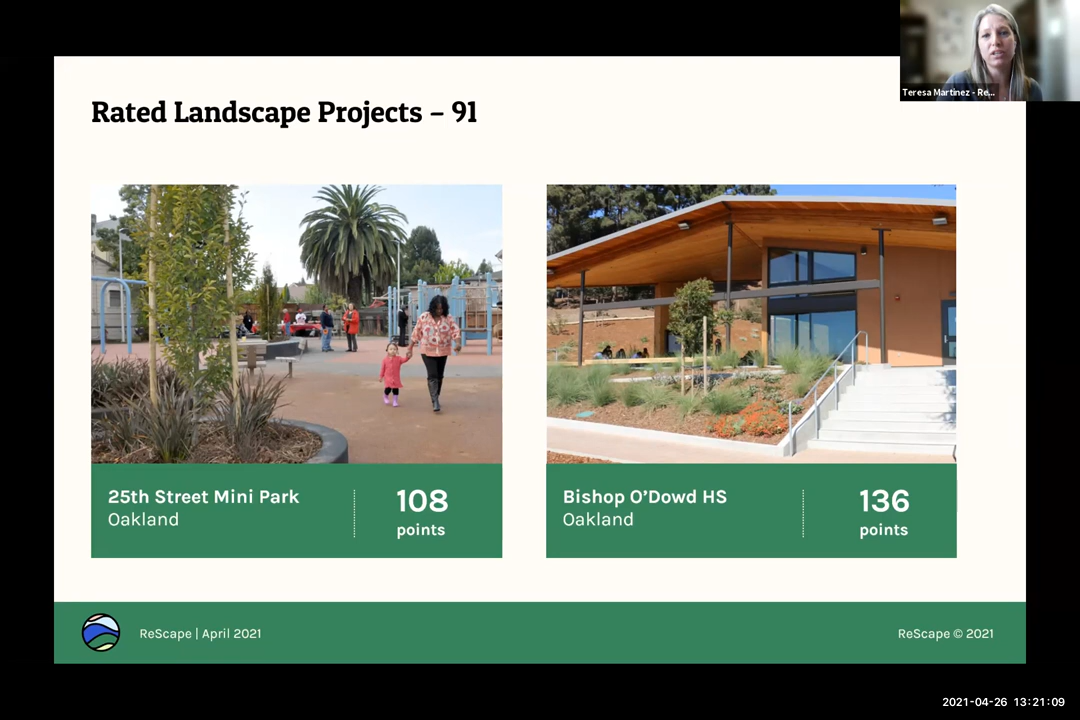 Teresa Martinez - Re...
Rated Landscape Projects – 91
25th Street Mini Park
Oakland
108
points
Bishop O’Dowd HS
Oakland
136
points
ReScape | April 2021
ReScape © 2021
2021-04-26 13:21:09